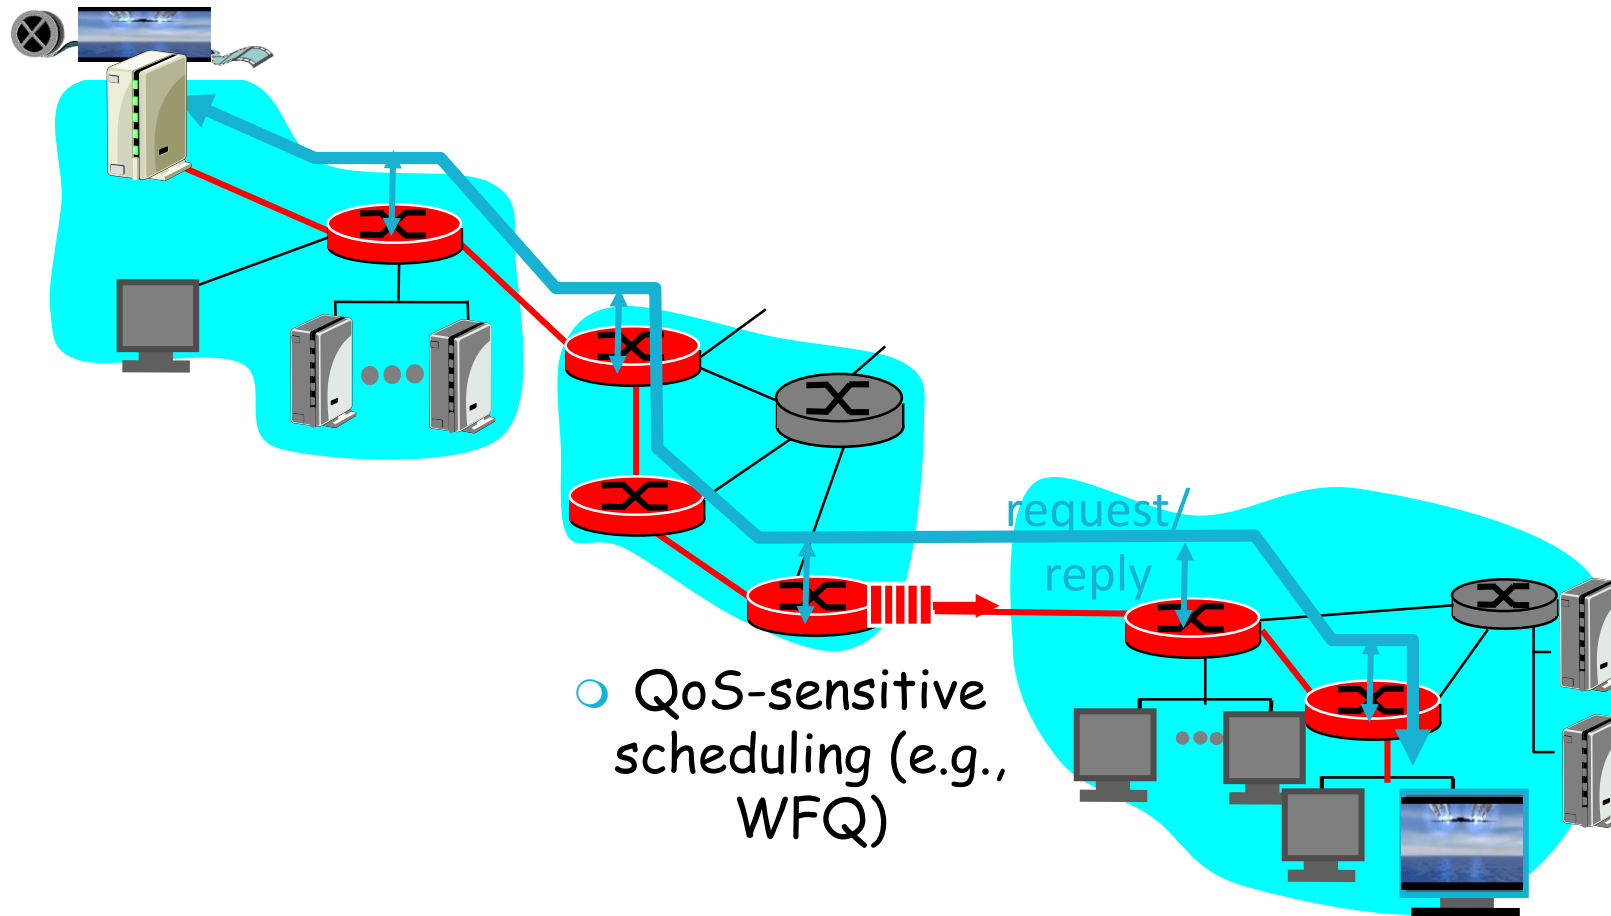 request/
reply
QoS-sensitive
scheduling (e.g.,
WFQ)